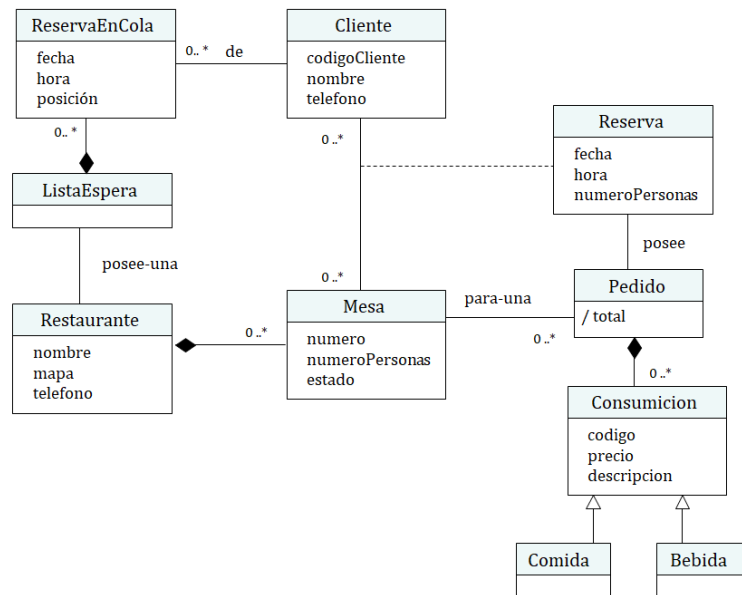 ReservaEnCola
fecha
hora
posición
0.. *
de
Cliente
codigoCliente
nombre
telefono
0.. *
0..*
Reserva
fecha
hora
numeroPersonas
ListaEspera
posee-una
posee
Restaurante
nombre
mapa
telefono
0 ..*
0 ..*
Mesa
numero
numeroPersonas
estado
para-una
0 ..*
Pedido
/ total
0 ..*
Consumicion
codigo
precio
descripcion
Comida
Bebida